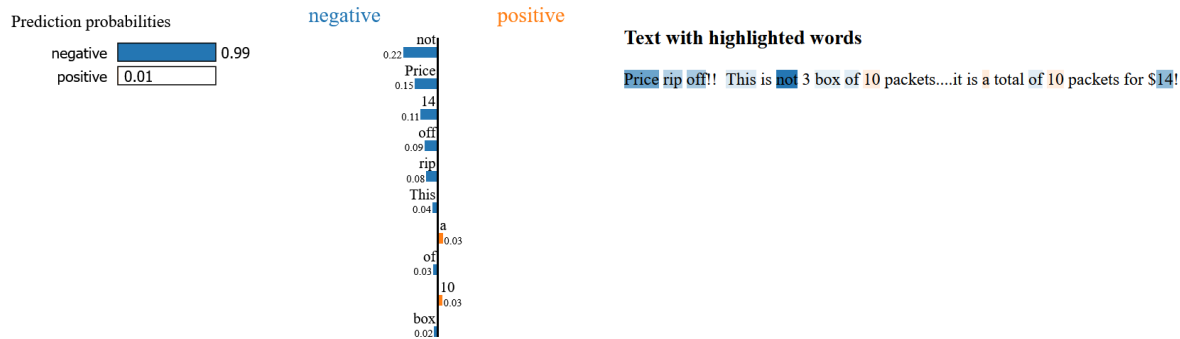 Prediction probabilities
negative 0.99
positive 0.01
negative positive
not
0.22
Price
0.15
14
0.11
off
0.09
rip
0.08
This
0.04
a
0.03
of
0.03
10
0.03
box
0.02
Text with highlighted words
Price rip off!! This is not 3 box of 10 packets....it is a total of 10 packets for $14!